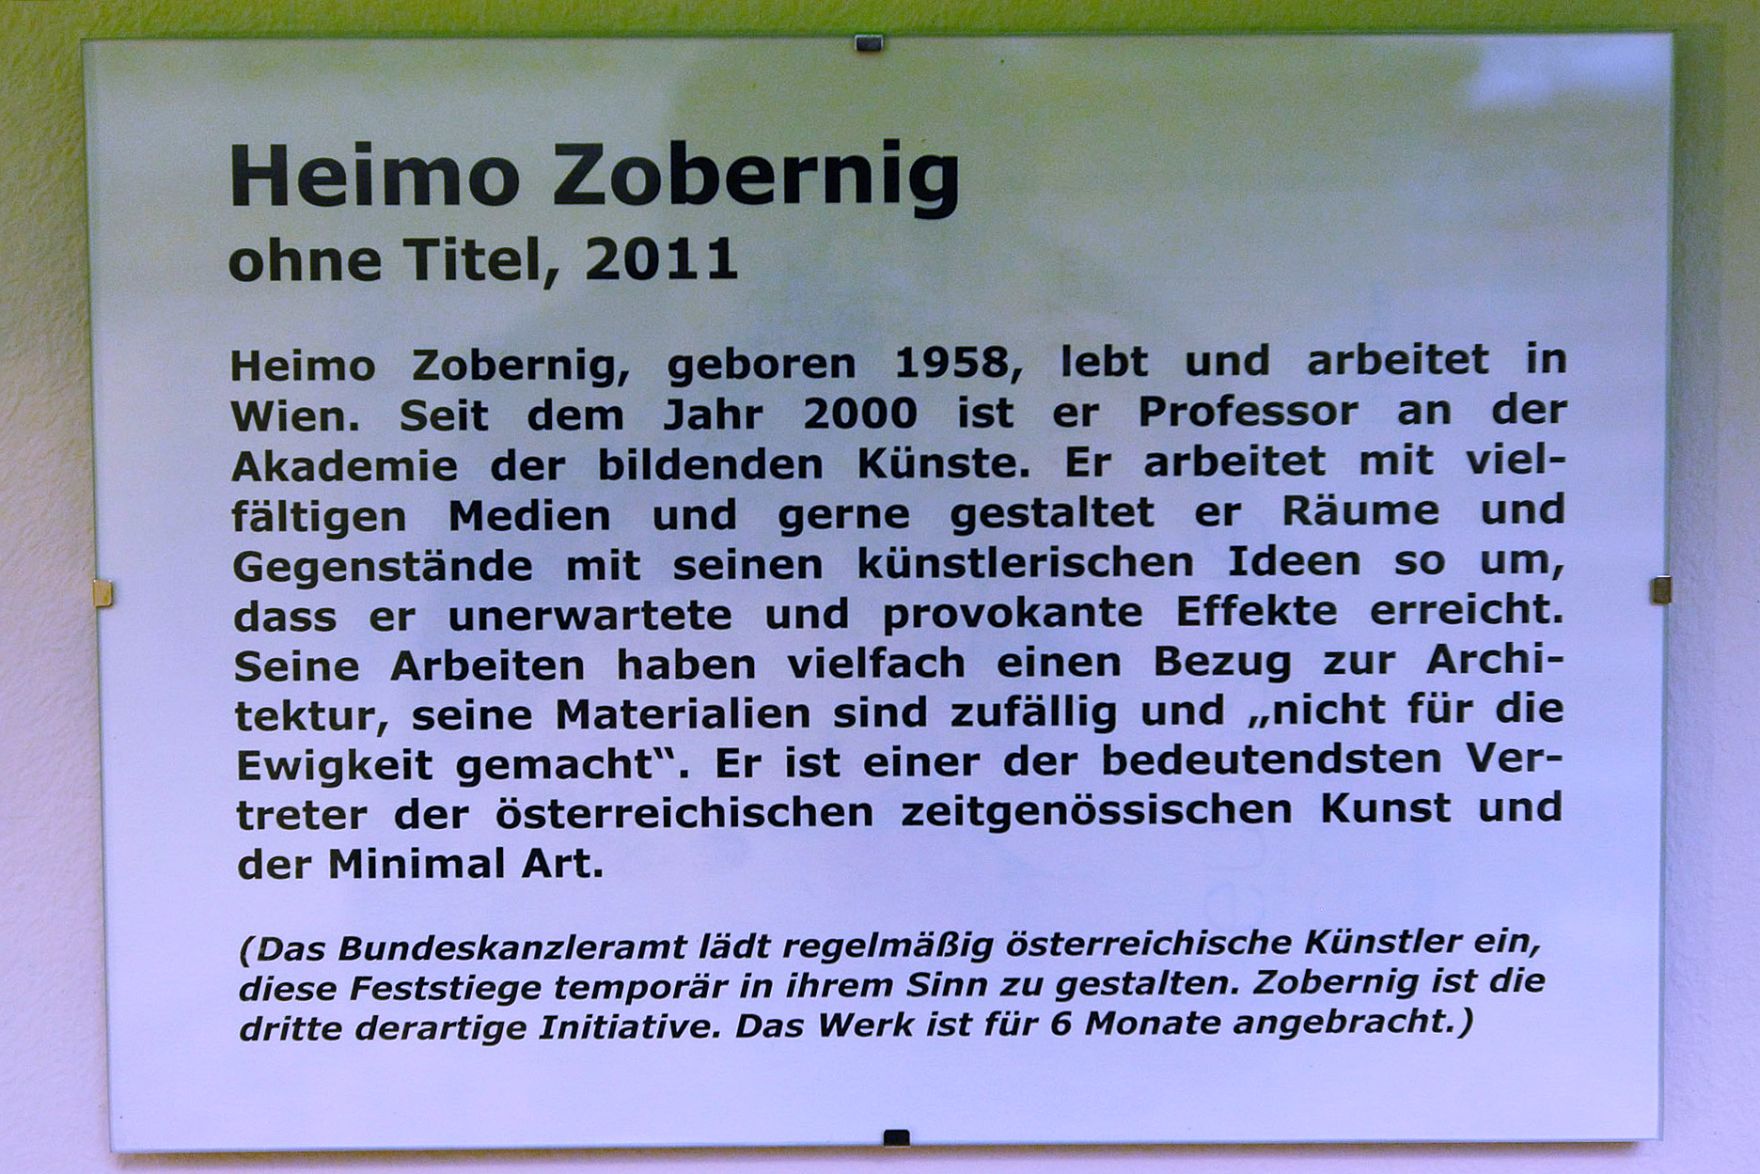 Heimo Zobernig
ohne Titel, 2011
Heimo Zobernig, geboren 1958, lebt und arbeitet in
Wien. Seit dem Jahr 2000 ist er Professor an der
Akademie der bildenden Künste. Er arbeitet mit viel-
fältigen Medien und gerne gestaltet er Räume und
Gegenstände mit seinen künstlerischen Ideen so um,
dass er unerwartete und provokante Effekte erreicht.
Seine Arbeiten haben vielfach einen Bezug zur Archi-
tektur, seine Materialien sind zufällig und „nicht für die
Ewigkeit gemacht“. Er ist einer der bedeutendsten Ver-
treter der österreichischen zeitgenössischen Kunst und
der Minimal Art.
(Das Bundeskanzleramt lädt regelmäßig österreichische Künstler ein,
diese Feststiege temporär in ihrem Sinn zu gestalten. Zobernig ist die
dritte derartige Initiative. Das Werk ist für 6 Monate angebracht.)